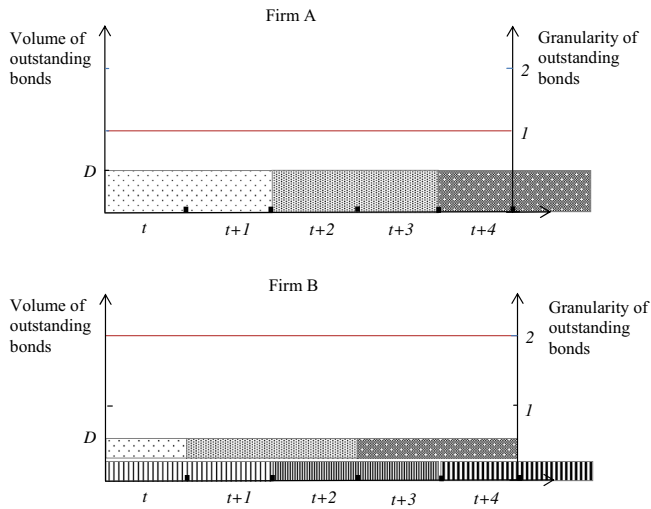 Firm A
Volume of
outstanding
bonds
Granularity of
outstanding
bonds
2
1
D
t
t+1
t+2
t+3
t+4
Firm B
Volume of
outstanding
bonds
Granularity of
outstanding
bonds
2
1
D
t
t+1
t+2
t+3
t+4